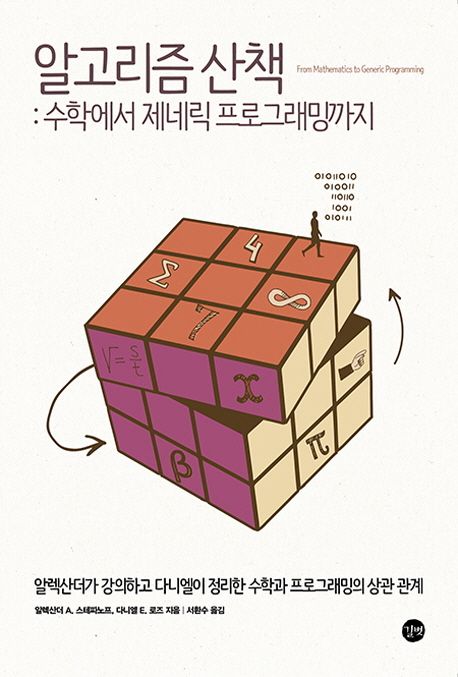 알고리즘 산책
From Mathematics to Generic Programming
: 수학에서 제네릭 프로그래밍까지
01011010
010011
11010
1001
010111
4
Σ
∞
7
V=s/t
x
β
π
알렉산더가 강의하고 다니엘이 정리한 수학과 프로그래밍의 상관 관계
알렉산더 A. 스테파노프, 다니엘 E. 로즈 지음 | 서환수 옮김
길벗